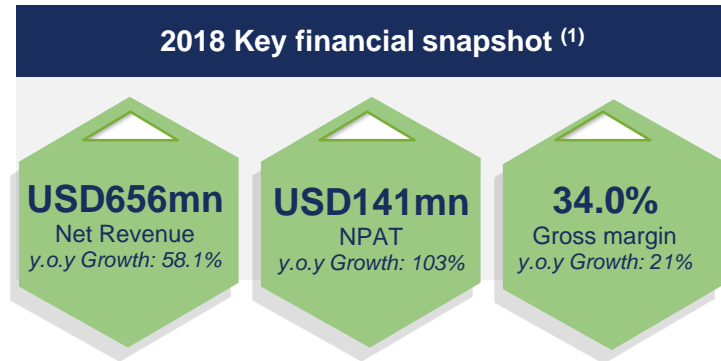 2018 Key financial snapshot (1)
USD656mn
Net Revenue
y.o.y Growth: 58.1%
USD141mn
NPAT
y.o.y Growth: 103%
34.0%
Gross margin
y.o.y Growth: 21%